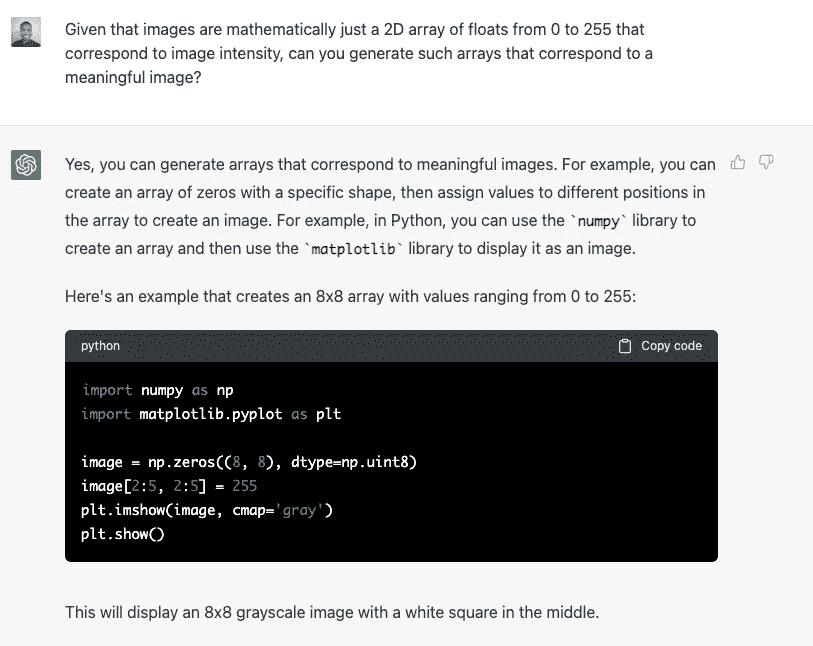 Given that images are mathematically just a 2D array of floats from 0 to 255 that
correspond to image intensity, can you generate such arrays that correspond to a
meaningful image?
Yes, you can generate arrays that correspond to meaningful images. For example, you can
create an array of zeros with a specific shape, then assign values to different positions in
the array to create an image. For example, in Python, you can use the `numpy` library to
create an array and then use the `matplotlib` library to display it as an image.
Here's an example that creates an 8x8 array with values ranging from 0 to 255:
python Copy code
import numpy as np
import matplotlib.pyplot as plt
image = np.zeros((8, 8), dtype=np.uint8)
image[2:5, 2:5] = 255
plt.imshow(image, cmap='gray')
plt.show()
This will display an 8x8 grayscale image with a white square in the middle.